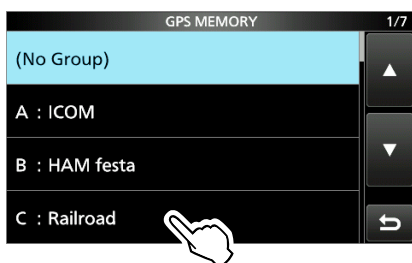 GPS MEMORY 1/7
(No Group)
A : ICOM
B : HAM festa
C : Railroad